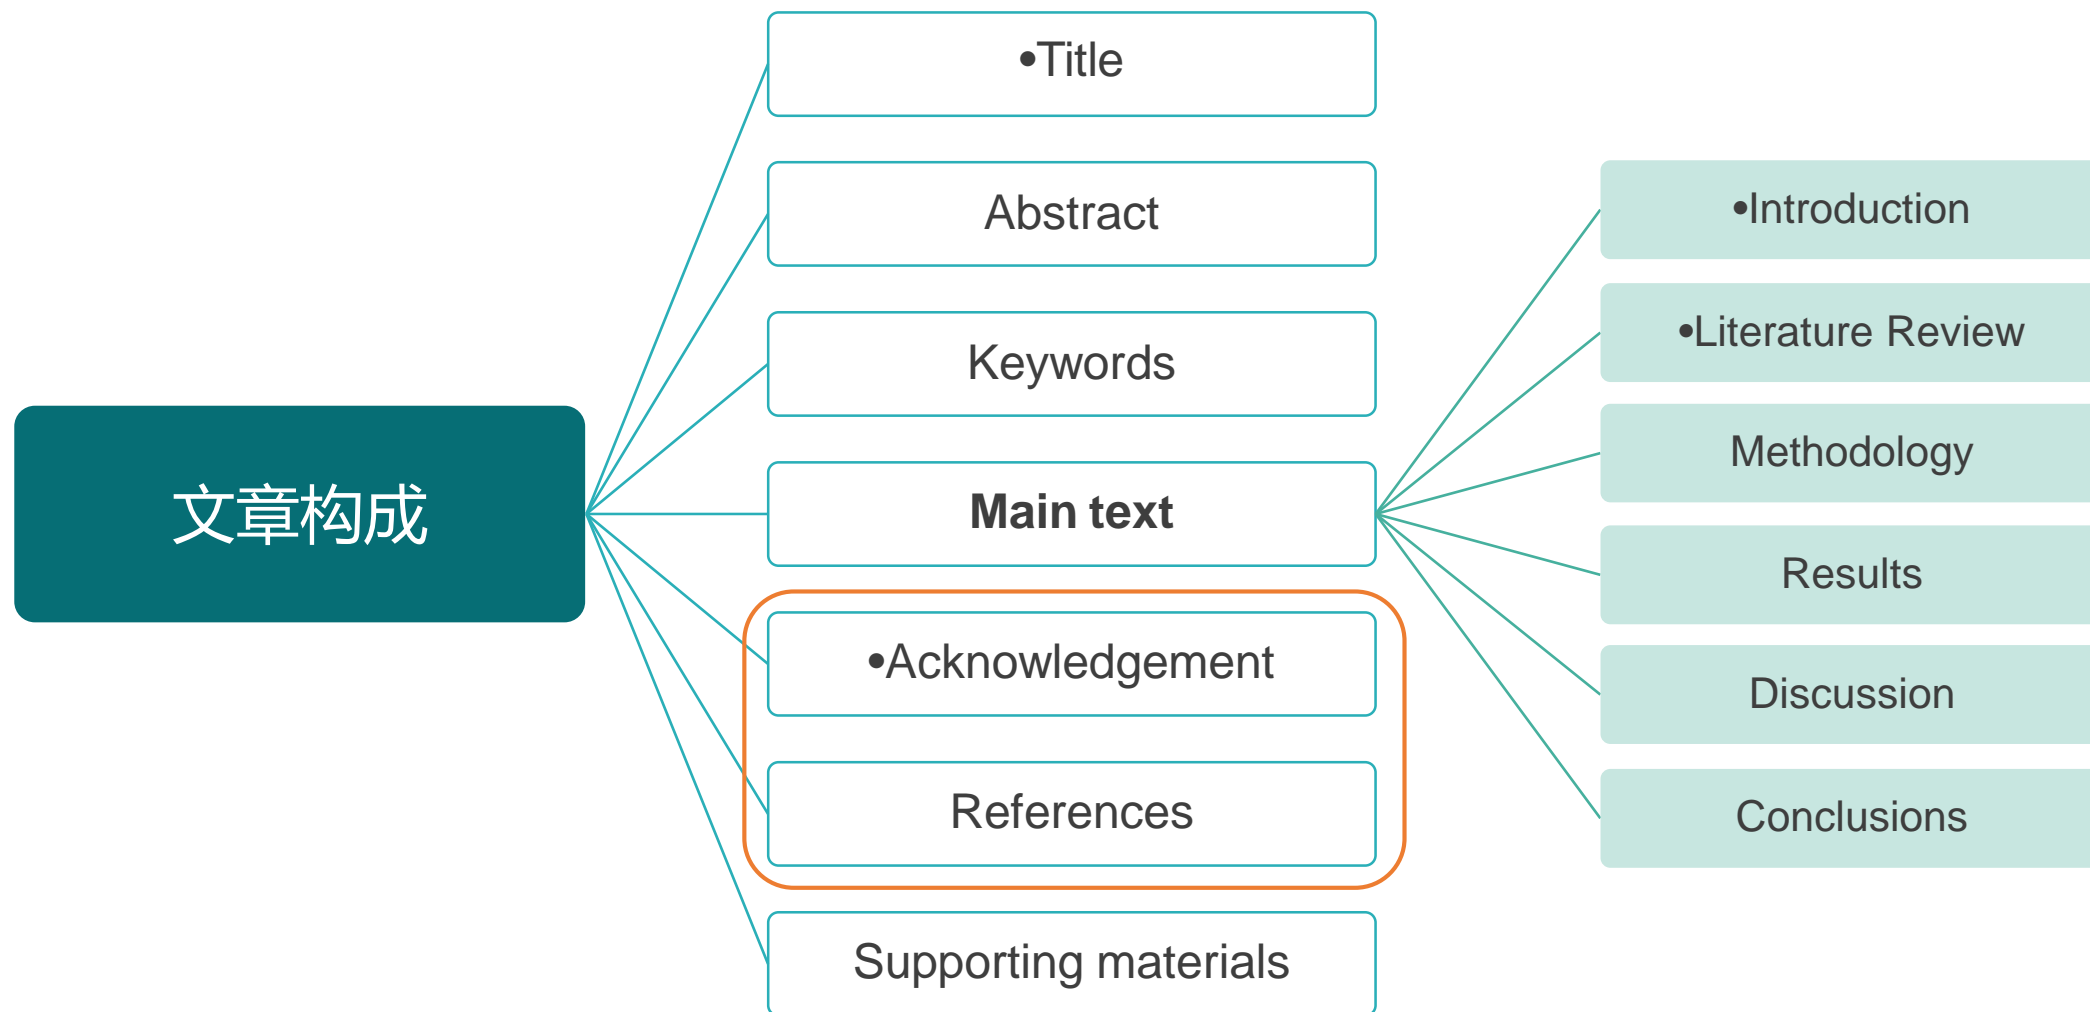 文章构成
•Title
Abstract
Keywords
Main text
•Acknowledgement
References
Supporting materials
•Introduction
•Literature Review
Methodology
Results
Discussion
Conclusions